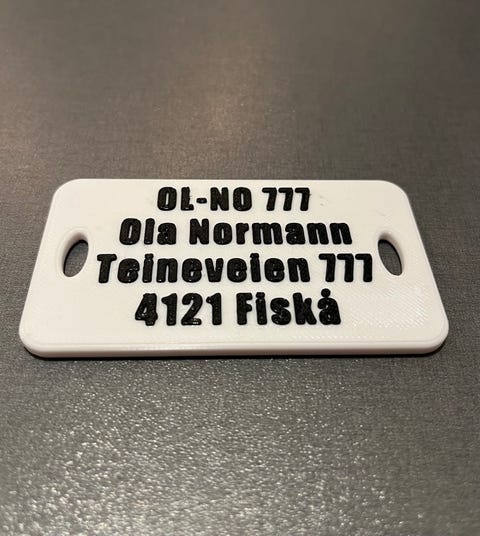 OL-NO 777
Ola Normann
Teineveien 777
4121 Fiskå